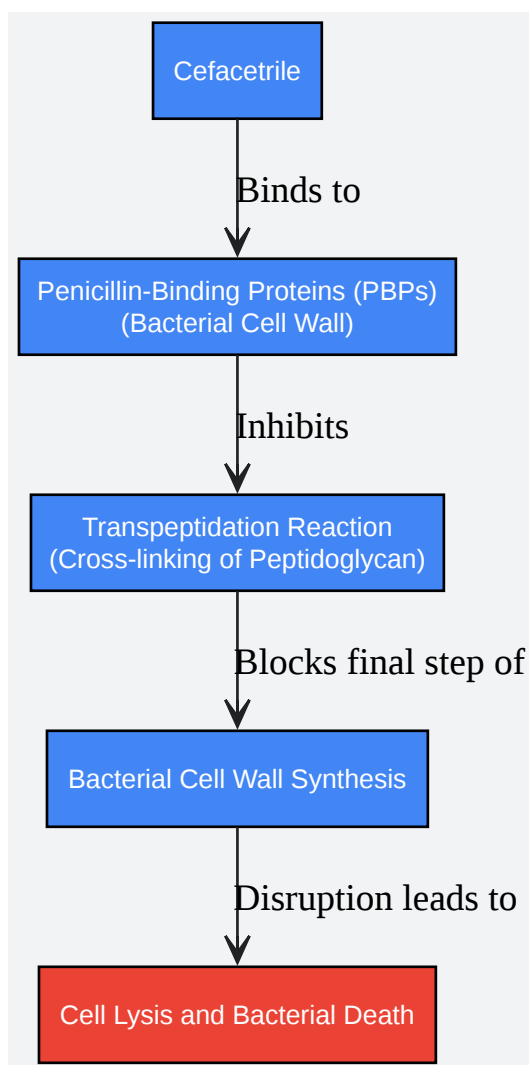 Cefacetrile
Binds to
Penicillin-Binding Proteins (PBPs)
(Bacterial Cell Wall)
Inhibits
Transpeptidation Reaction
(Cross-linking of Peptidoglycan)
Blocks final step of
Bacterial Cell Wall Synthesis
Disruption leads to
Cell Lysis and Bacterial Death